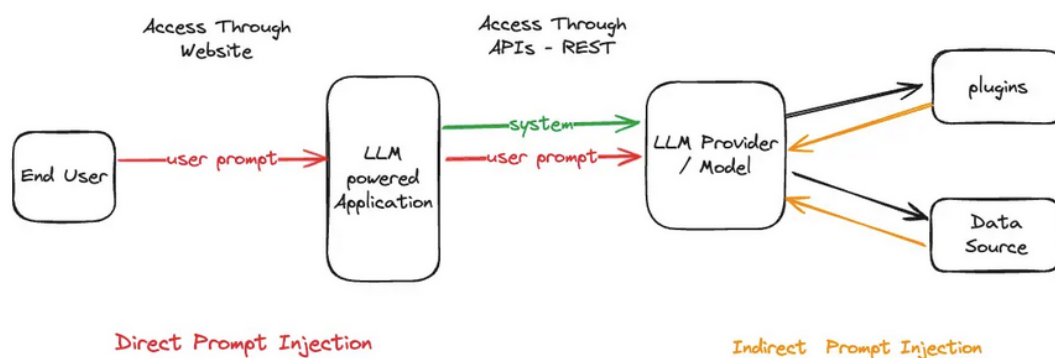 Access Through
Website
Access Through
APIs - REST
End User
user prompt
LLM
powered
Application
system
user prompt
LLM Provider
/ Model
plugins
Data
Source
Direct Prompt Injection
Indirect Prompt Injection